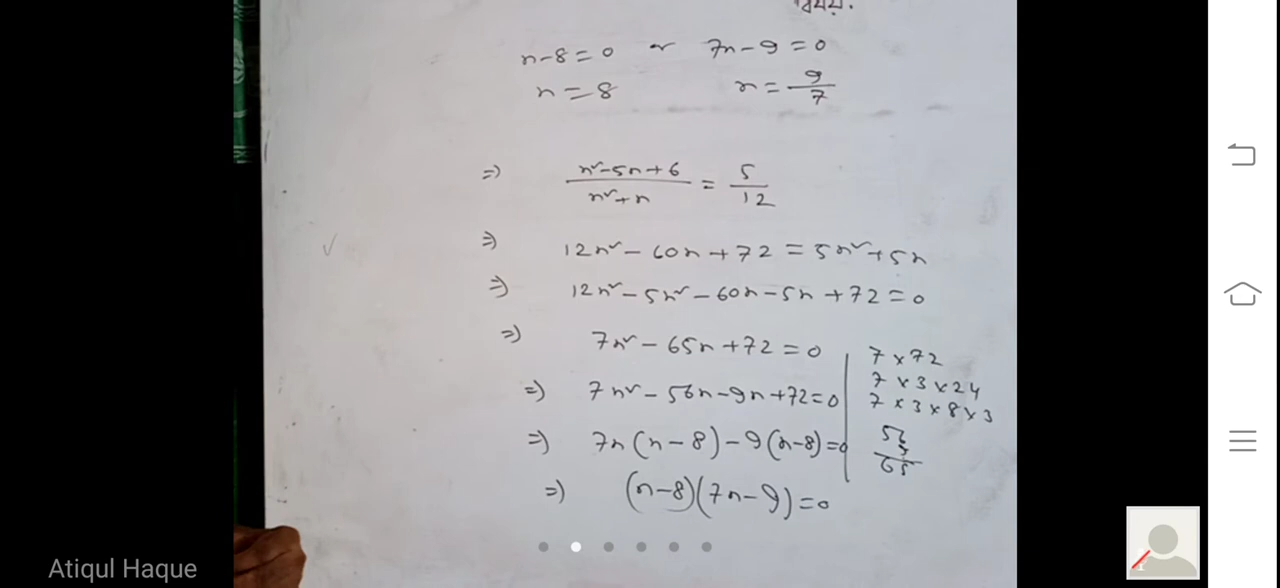 n-8=0 or 7n-9=0
n=8 n=9/7
=) n²-5n+6/n²+n = 5/12
=) 12n²-60n+72=5n²+5n
=) 12n²-5n²-60n-5n+72=0
=) 7n²-65n+72=0
=) 7n²-56n-9n+72=0
=) 7n(n-8)-9(n-8)=0
=) (n-8)(7n-9)=0
7×72
7×3×24
7×3×8×3
56
9
65
Atiqul Haque